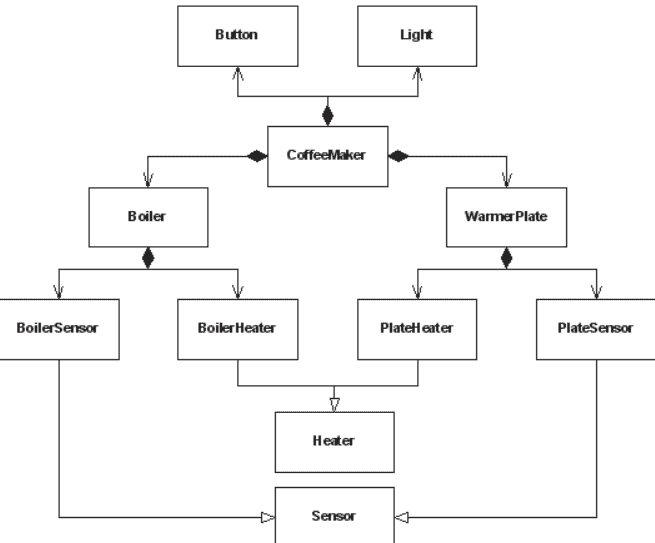 Button
Light
CoffeeMaker
Boiler
WarmerPlate
BoilerSensor
BoilerHeater
PlateHeater
PlateSensor
Heater
Sensor